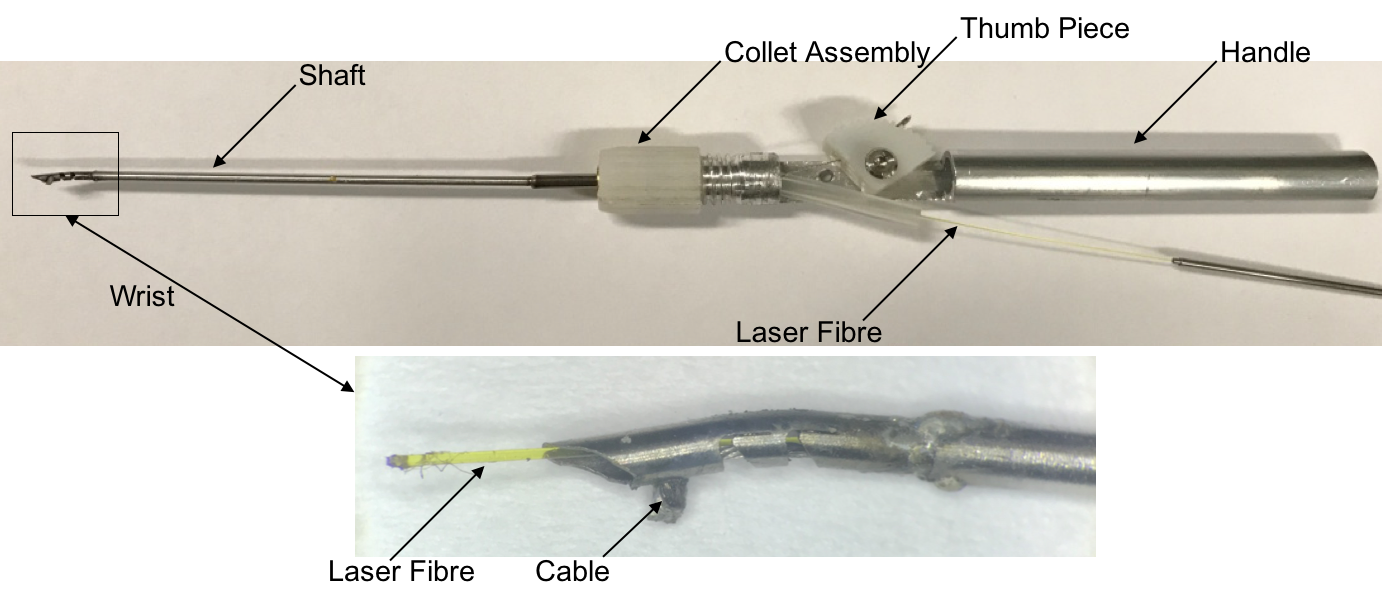 Thumb Piece
Collet Assembly
Handle
Shaft
Wrist
Laser Fibre
Laser Fibre
Cable